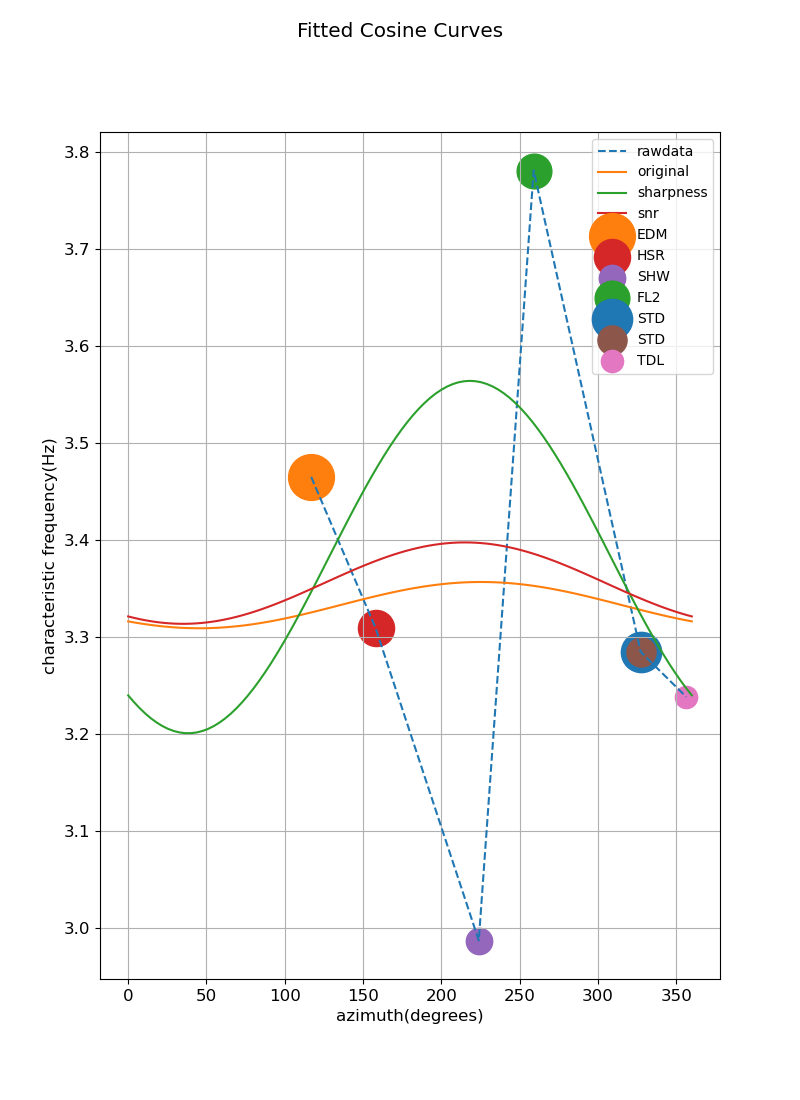 Fitted Cosine Curves
3.8
3.7
3.6
3.5
3.4
3.3
3.2
3.1
3.0
characteristic frequency(Hz)
0 50 100 150 200 250 300 350
azimuth(degrees)
rawdata
original
sharpness
snr
EDM
HSR
SHW
FL2
STD
STD
TDL